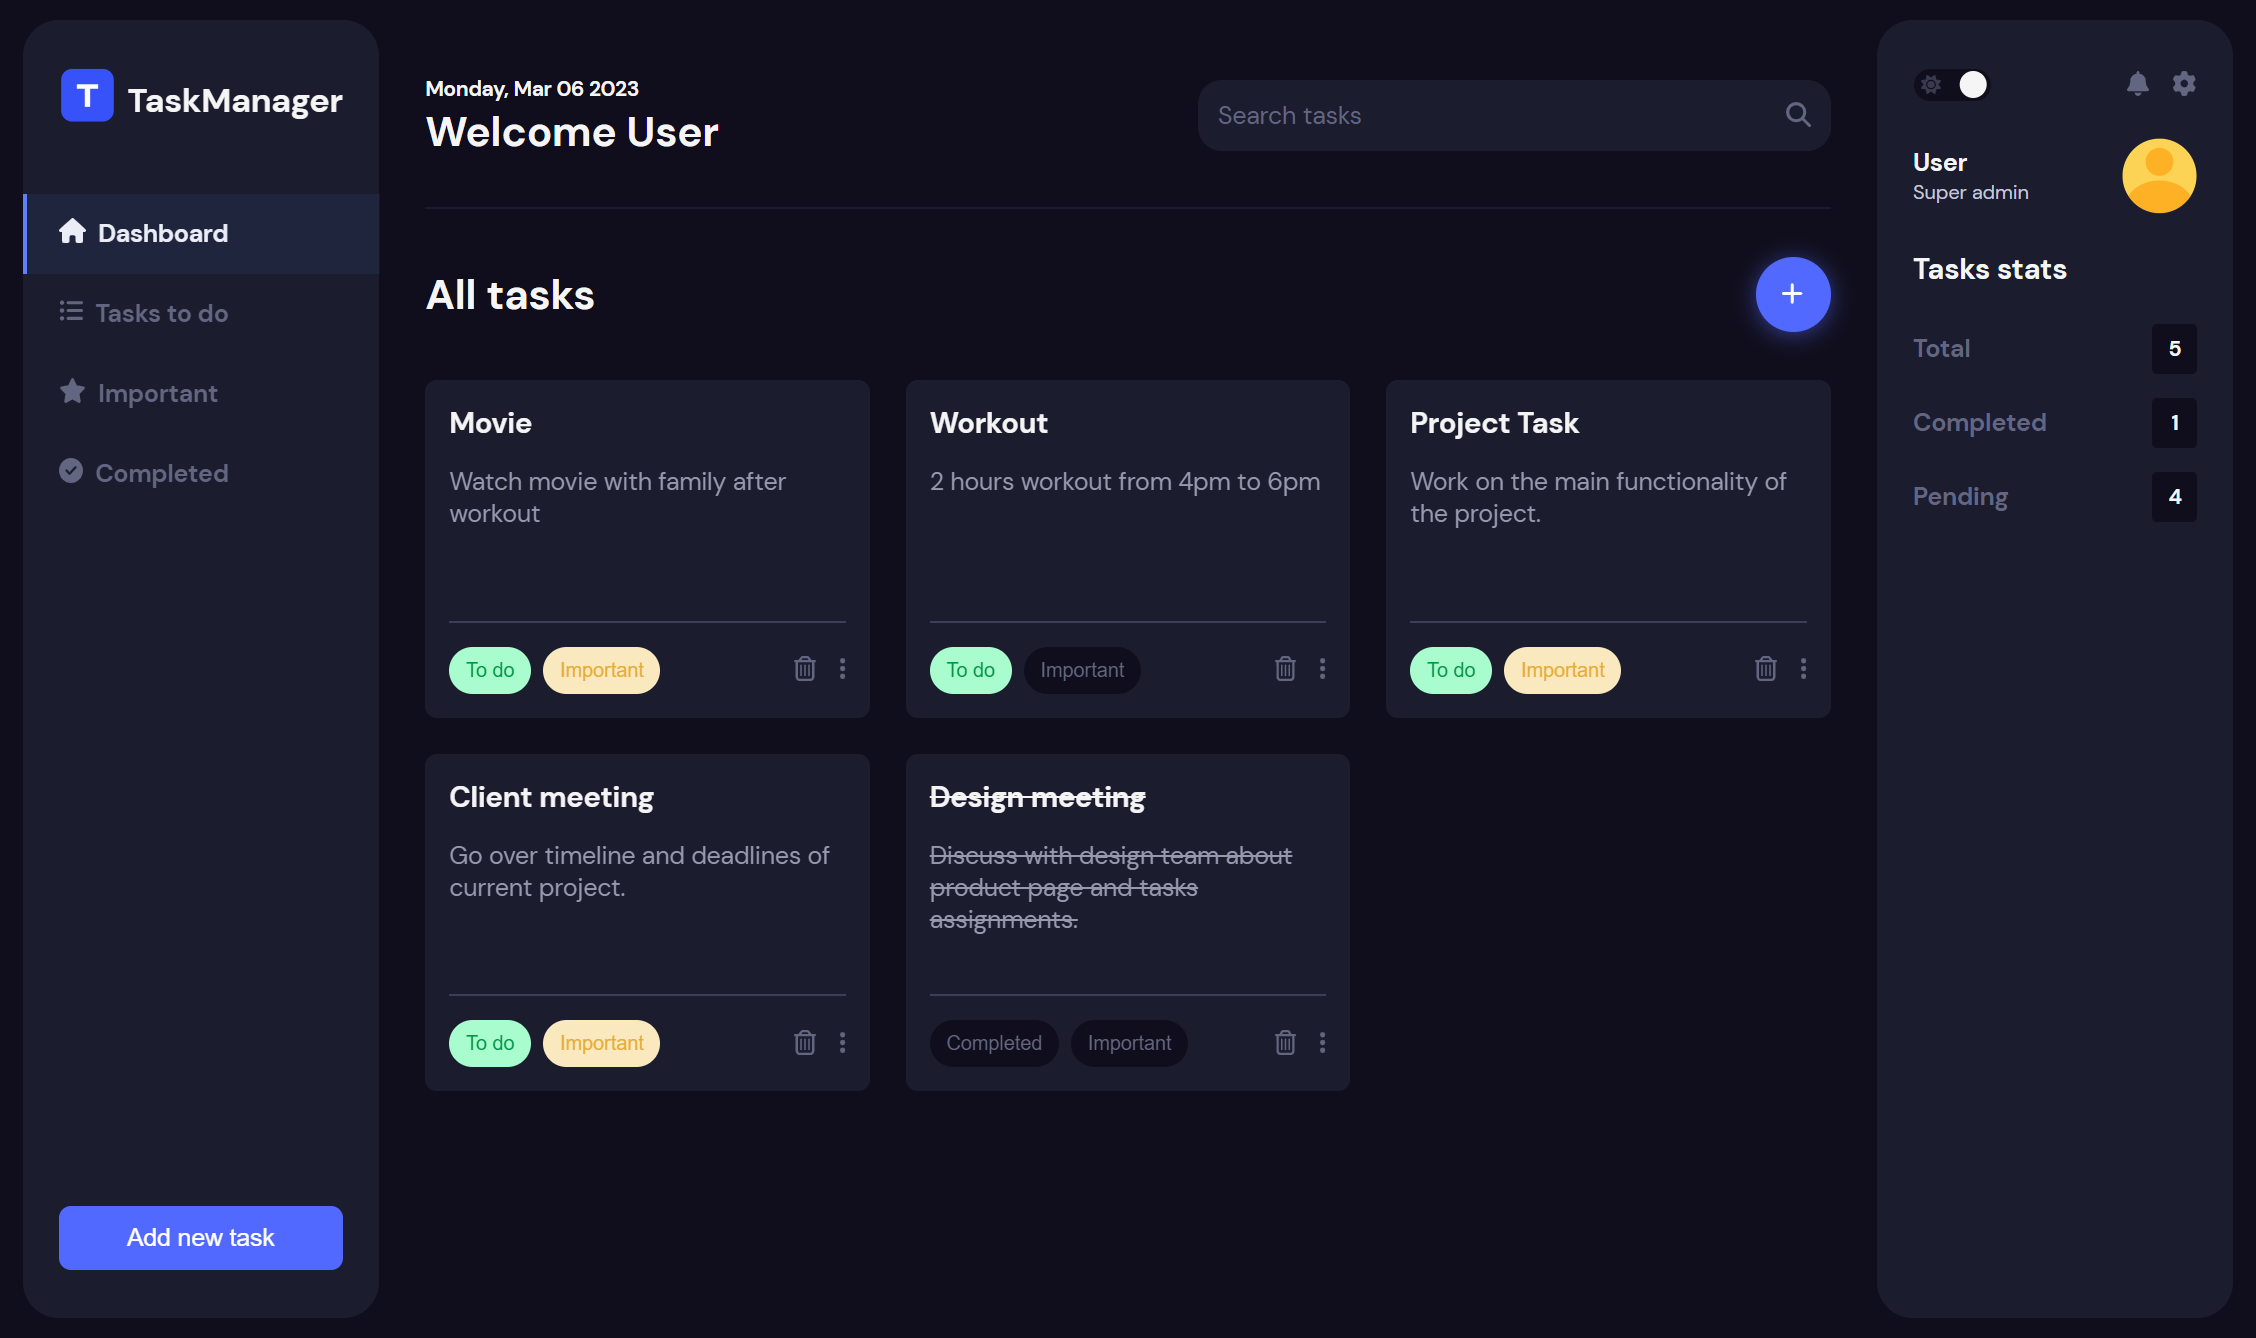 T TaskManager
Dashboard
Tasks to do
Important
Completed
Add new task
Monday, Mar 06 2023
Welcome User
Search tasks
All tasks
+
Movie
Watch movie with family after
workout
To do Important
Workout
2 hours workout from 4pm to 6pm
To do Important
Project Task
Work on the main functionality of
the project.
To do Important
Client meeting
Go over timeline and deadlines of
current project.
To do Important
Design meeting
Discuss with design team about
product page and tasks
assignments.
Completed Important
User
Super admin
Tasks stats
Total 5
Completed 1
Pending 4